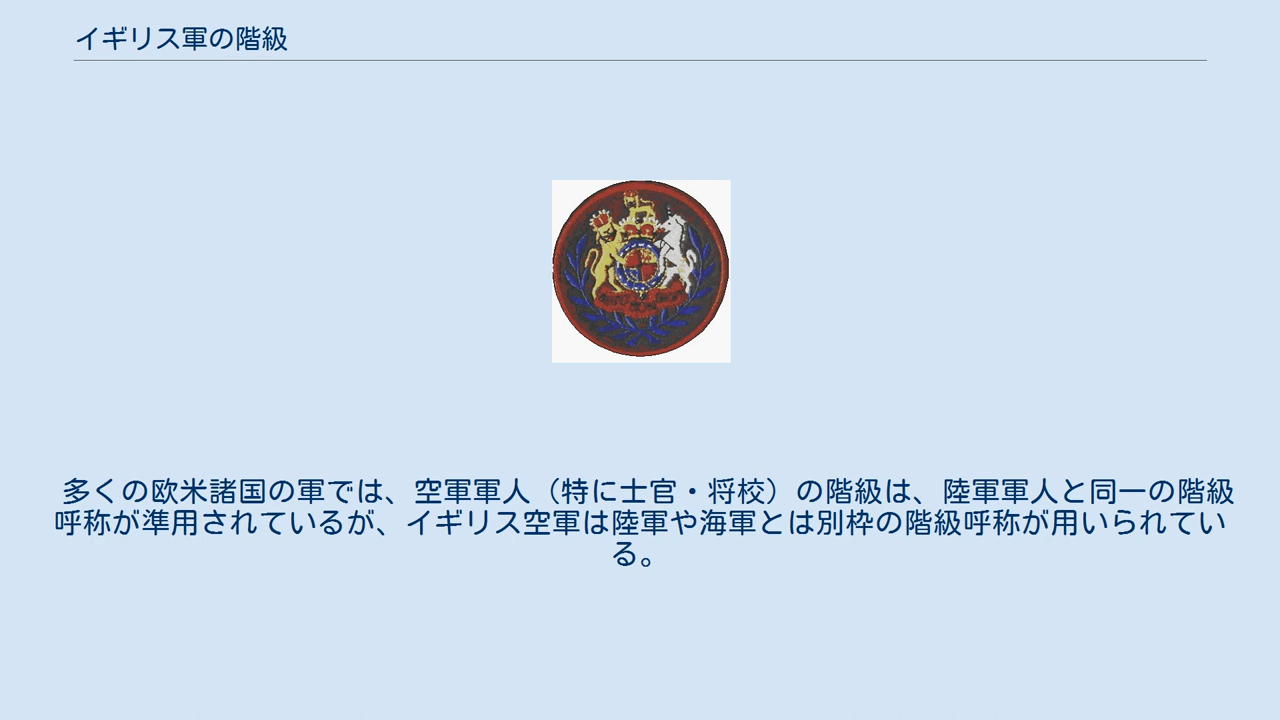 イギリス軍の階級
多くの欧米諸国の軍では、空軍軍人（特に士官・将校）の階級は、陸軍軍人と同一の階級
呼称が準用されているが、イギリス空軍は陸軍や海軍とは別枠の階級呼称が用いられてい
る。